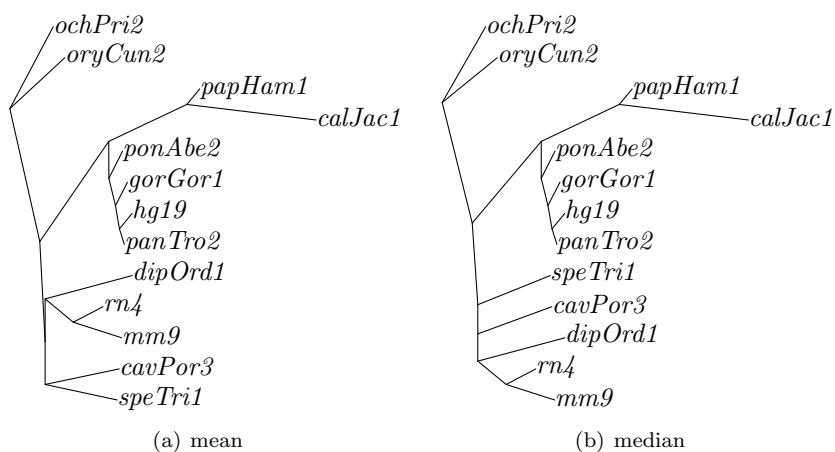 ochPri2
oryCun2
papHam1
calJac1
ponAbe2
gorGor1
hg19
panTro2
dipOrd1
rn4
mm9
cavPor3
speTri1
(a) mean
ochPri2
oryCun2
papHam1
calJac1
ponAbe2
gorGor1
hg19
panTro2
speTri1
cavPor3
dipOrd1
rn4
mm9
(b) median